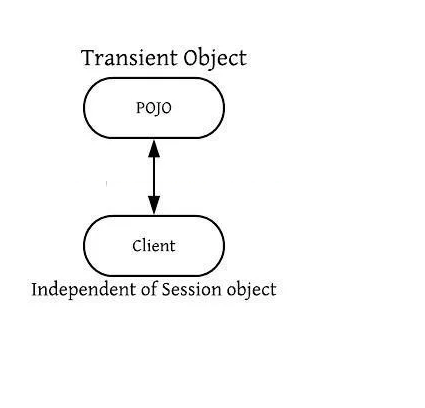 Transient Object
POJO
Client
Independent of Session object